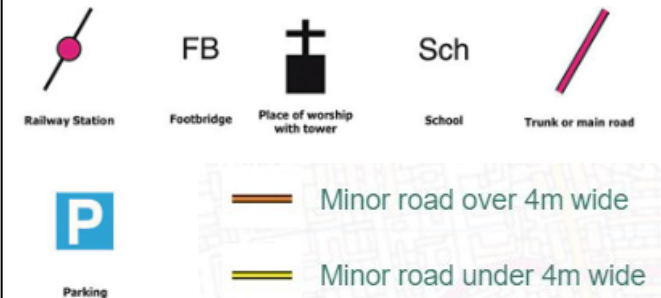 FB
Sch
Railway Station
Footbridge
Place of worship
with tower
School
Trunk or main road
P
Parking
Minor road over 4m wide
Minor road under 4m wide